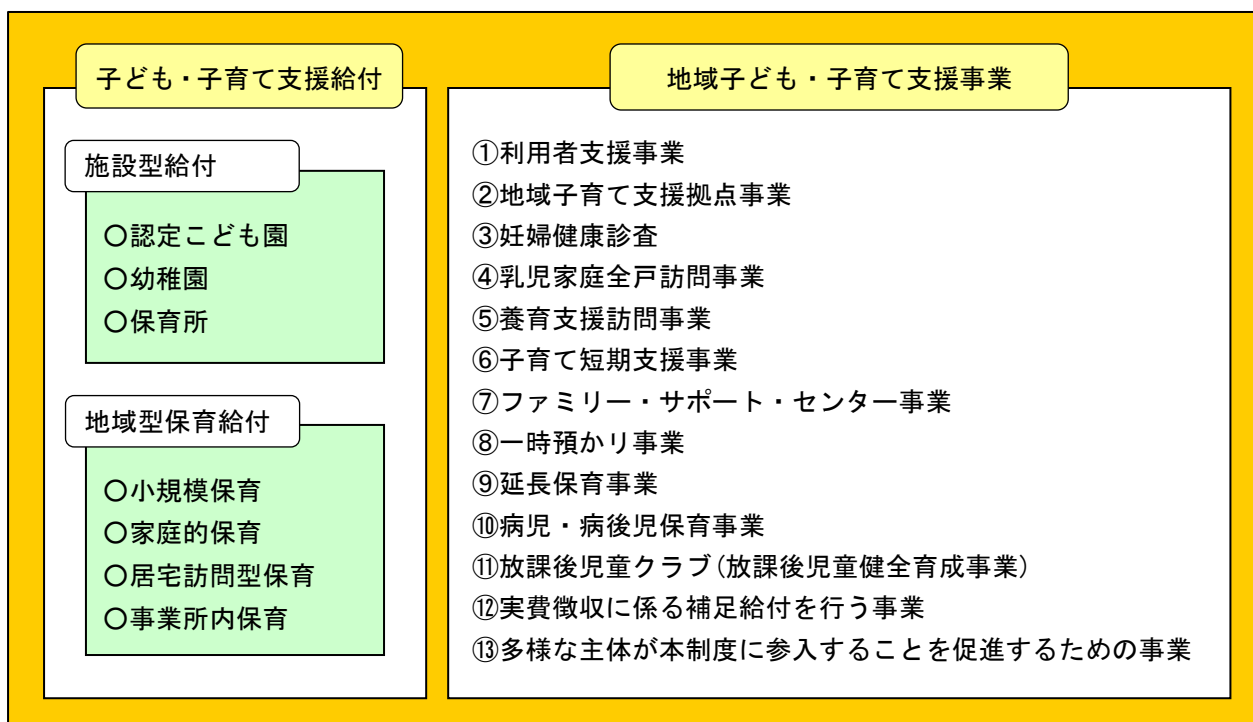 子ども・子育て支援給付
施設型給付
〇認定こども園
〇幼稚園
〇保育所
地域型保育給付
〇小規模保育
〇家庭的保育
〇居宅訪問型保育
〇事業所内保育
地域子ども・子育て支援事業
①利用者支援事業
②地域子育て支援拠点事業
③妊婦健康診査
④乳児家庭全戸訪問事業
⑤養育支援訪問事業
⑥子育て短期支援事業
⑦ファミリー・サポート・センター事業
⑧一時預かり事業
⑨延長保育事業
⑩病児・病後児保育事業
⑪放課後児童クラブ(放課後児童健全育成事業)
⑫実費徴収に係る補足給付を行う事業
⑬多様な主体が本制度に参入することを促進するための事業